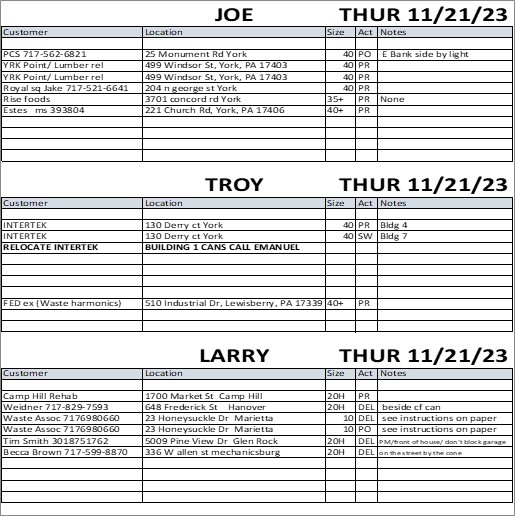 JOE THUR 11/21/23
Customer Location Size Act Notes
PCS 717-562-6821 25 Monument Rd York 40 PO E Bank side by light
YRK Point/ Lumber rel 499 Windsor St, York, PA 17403 40 PR
YRK Point/ Lumber rel 499 Windsor St, York, PA 17403 40 PR
Royal sq Jake 717-521-6641 204 n george st York 40 PR
Rise foods 3701 concord rd York 35+ PR None
Estes ms 393804 221 Church Rd, York, PA 17406 40+ PR
TROY THUR 11/21/23
Customer Location Size Act Notes
INTERTEK 130 Derry ct York 40 PR Bldg 4
INTERTEK 130 Derry ct York 40 SW Bldg 7
RELOCATE INTERTEK BUILDING 1 CANS CALL EMANUEL
FED ex (Waste harmonics) 510 Industrial Dr, Lewisberry, PA 17339 40+ PR
LARRY THUR 11/21/23
Customer Location Size Act Notes
Camp Hill Rehab 1700 Market St Camp Hill 20H PR
Weidner 717-829-7593 648 Frederick St Hanover 20H DEL beside cf can
Waste Assoc 7176980660 23 Honeysuckle Dr Marietta 10 DEL see instructions on paper
Waste Assoc 7176980660 23 Honeysuckle Dr Marietta 10 PO see instructions on paper
Tim Smith 3018751762 5009 Pine View Dr Glen Rock 20H DEL PM/front of house/ don't block garage
Becca Brown 717-599-8870 336 W allen st mechanicsburg 20H DEL on the street by the cone